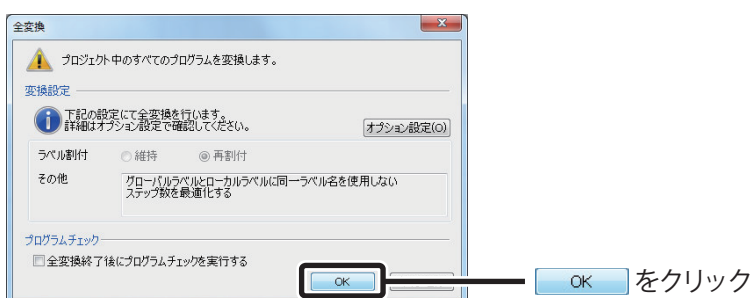 全変換
プロジェクト中のすべてのプログラムを変換します。
変換設定
下記の設定にて全変換を行います。
詳細はオプション設定で確認してください。
オプション設定(O)
ラベル割付 維持 再割付
その他 グローバルラベルとローカルラベルに同一ラベル名を使用しない
ステップ数を最適化する
プログラムチェック
全変換終了後にプログラムチェックを実行する
OK
OK をクリック